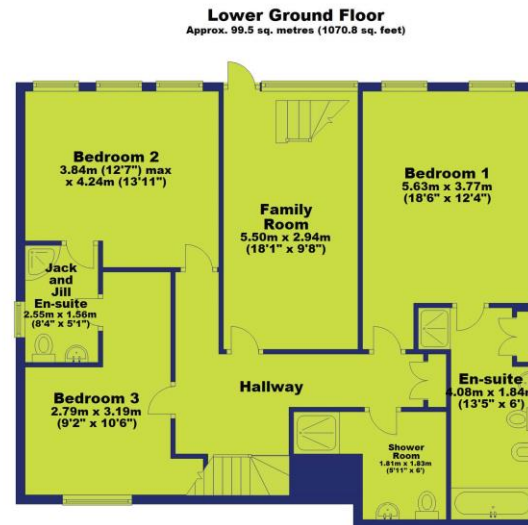 Lower Ground Floor
Approx. 99.5 sq. metres (1070.8 sq. feet)
Bedroom 2
3.84m (12'7") max
x 4.24m (13'11")
Bedroom 1
5.63m x 3.77m
(18'6" x 12'4")
Family
Room
5.50m x 2.94m
(18'1" x 9'8")
Jack
and
Jill
En-suite
2.55m x 1.56m
(8'4" x 5'1")
Bedroom 3
2.79m x 3.19m
(9'2" x 10'6")
Hallway
En-suite
4.08m x 1.84m
(13'5" x 6')
Shower
Room
1.81m x 1.83m
(5'11" x 6')